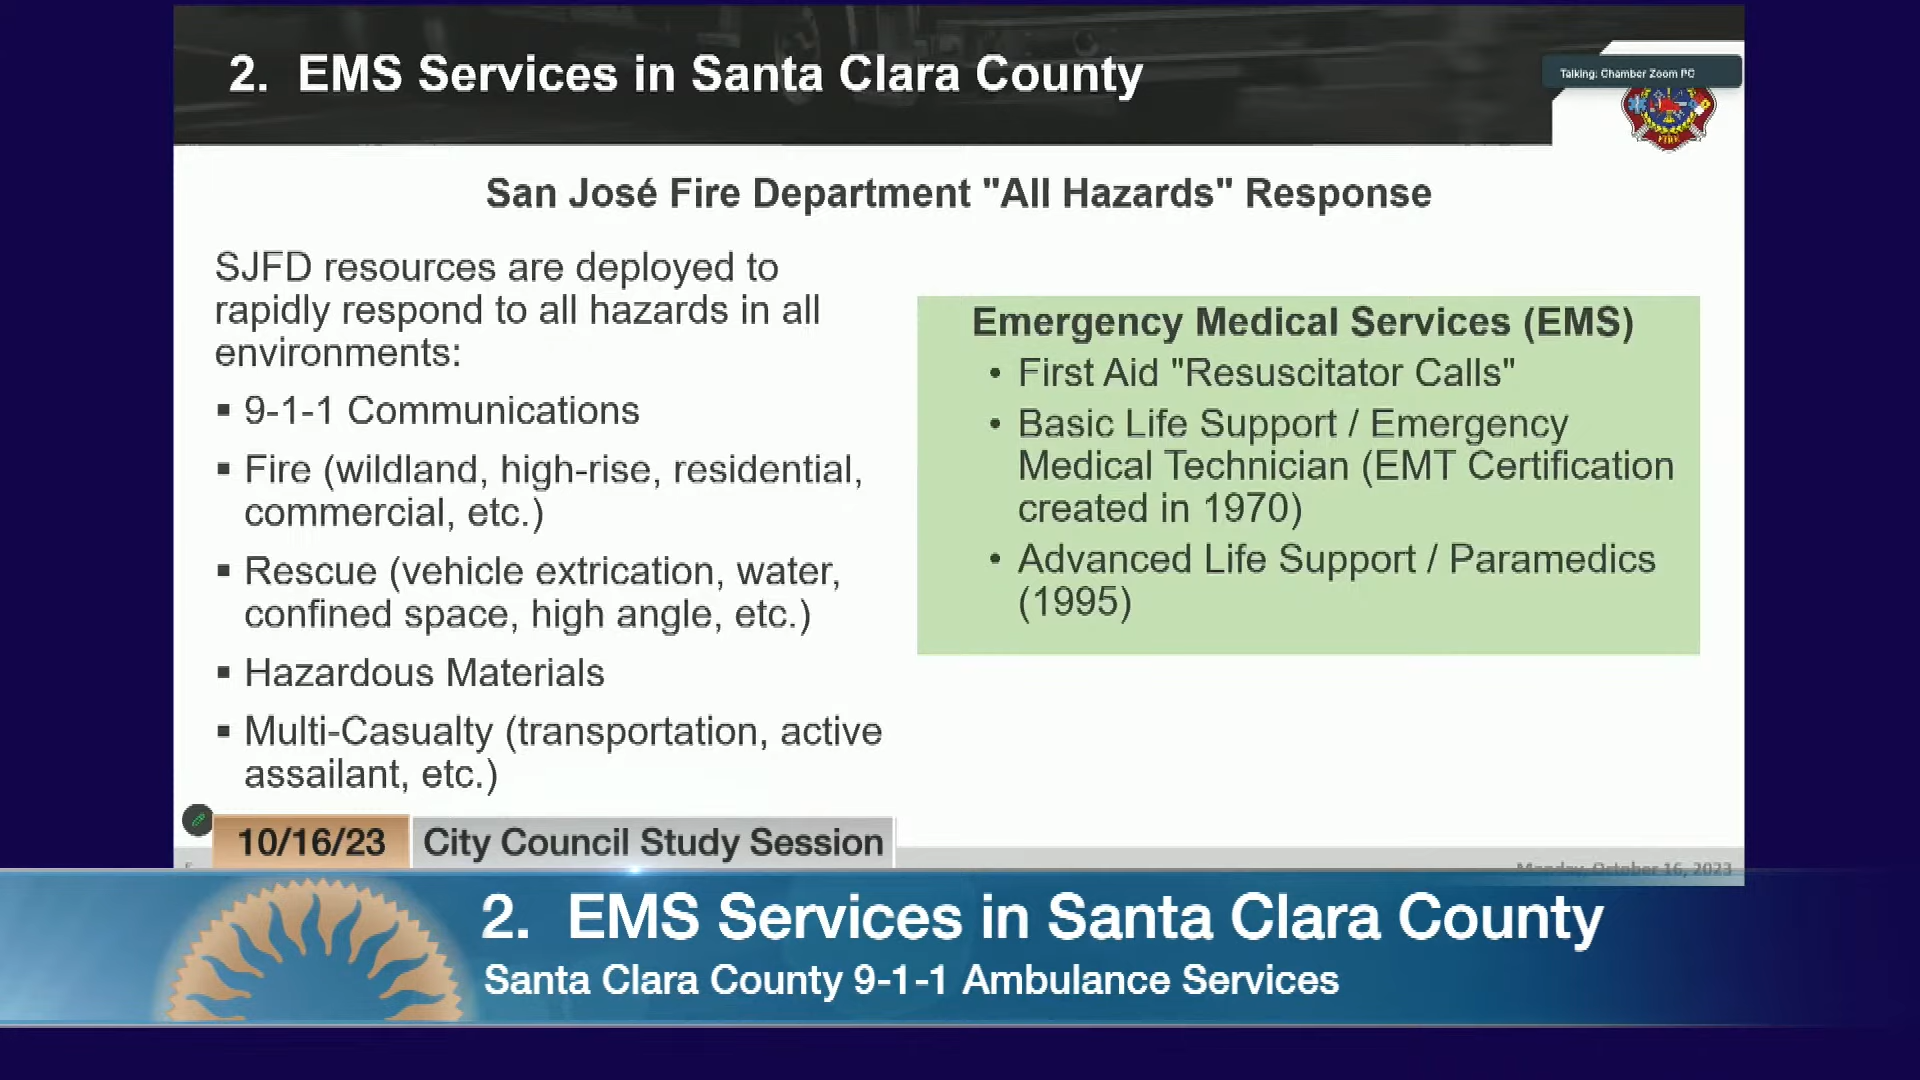 2. EMS Services in Santa Clara County
Talking: Chamber Zoom PC
FIRE
San José Fire Department "All Hazards" Response
SJFD resources are deployed to
rapidly respond to all hazards in all
environments:
▪ 9-1-1 Communications
▪ Fire (wildland, high-rise, residential,
commercial, etc.)
▪ Rescue (vehicle extrication, water,
confined space, high angle, etc.)
▪ Hazardous Materials
▪ Multi-Casualty (transportation, active
assailant, etc.)
Emergency Medical Services (EMS)
• First Aid "Resuscitator Calls"
• Basic Life Support / Emergency
Medical Technician (EMT Certification
created in 1970)
• Advanced Life Support / Paramedics
(1995)
Monday, October 16, 2023
10/16/23 City Council Study Session
2. EMS Services in Santa Clara County
Santa Clara County 9-1-1 Ambulance Services